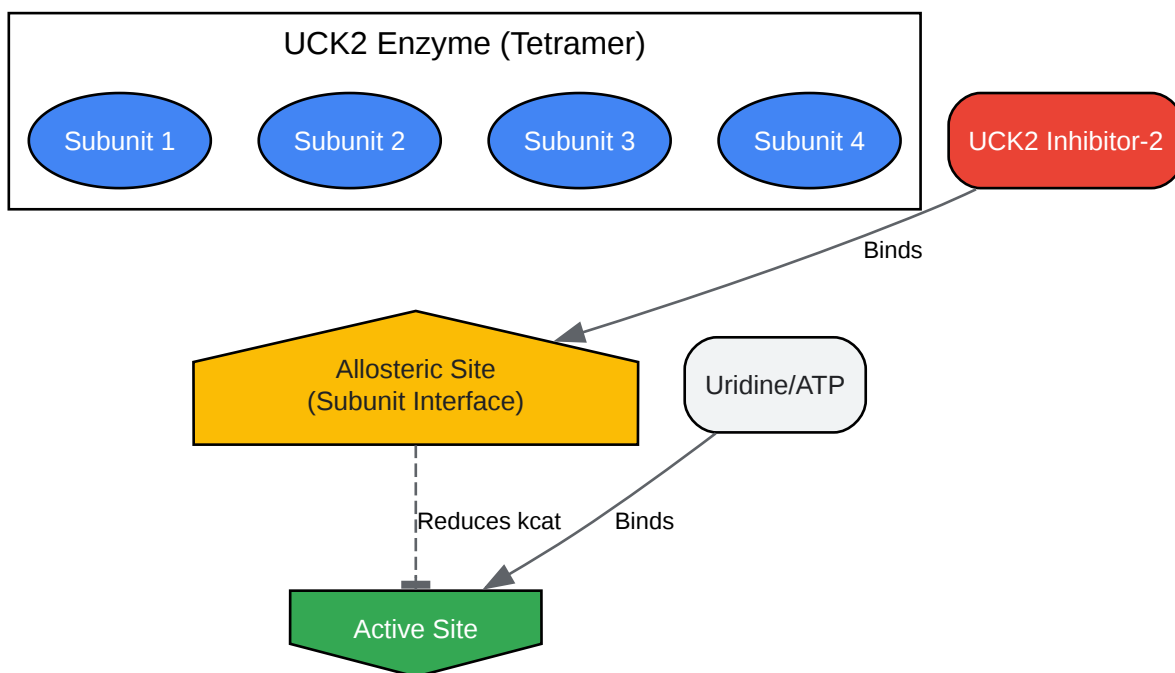 UCK2 Enzyme (Tetramer)
Subunit 1
Subunit 2
Subunit 3
Subunit 4
UCK2 Inhibitor-2
Binds
Allosteric Site
(Subunit Interface)
Uridine/ATP
Reduces kcat
Binds
Active Site